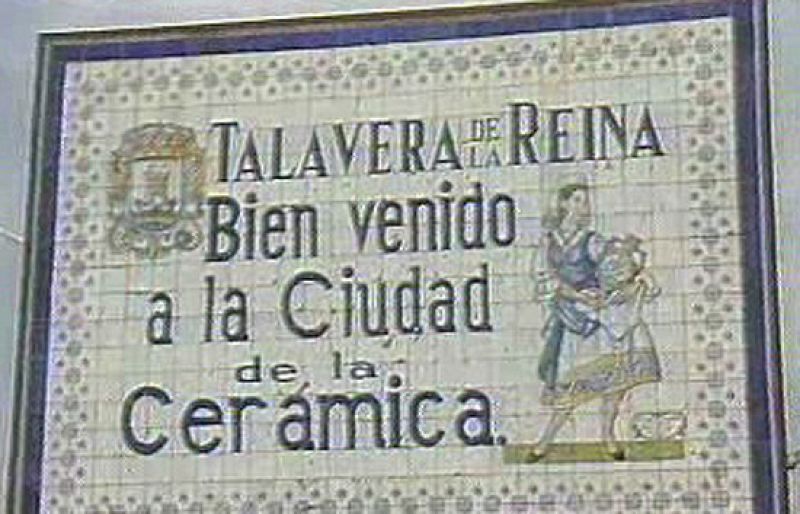 TALAVERA DE LA REINA
Bien venido
a la Ciudad
de la
Cerámica.